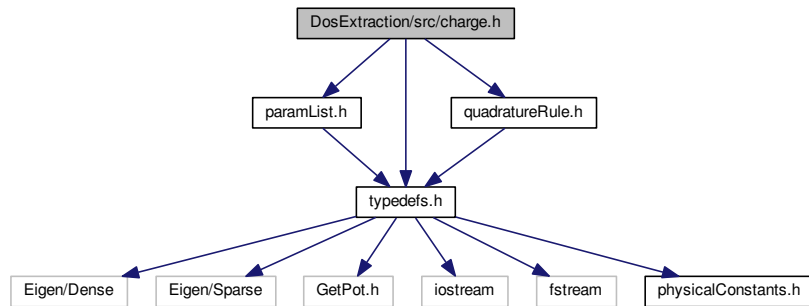 DosExtraction/src/charge.h
paramList.h
quadratureRule.h
typedefs.h
Eigen/Dense
Eigen/Sparse
GetPot.h
iostream
fstream
physicalConstants.h